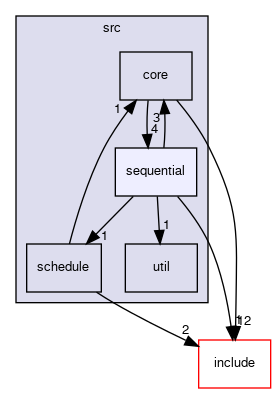 src
core
1
3
4
sequential
1
1
schedule
util
2
12
include